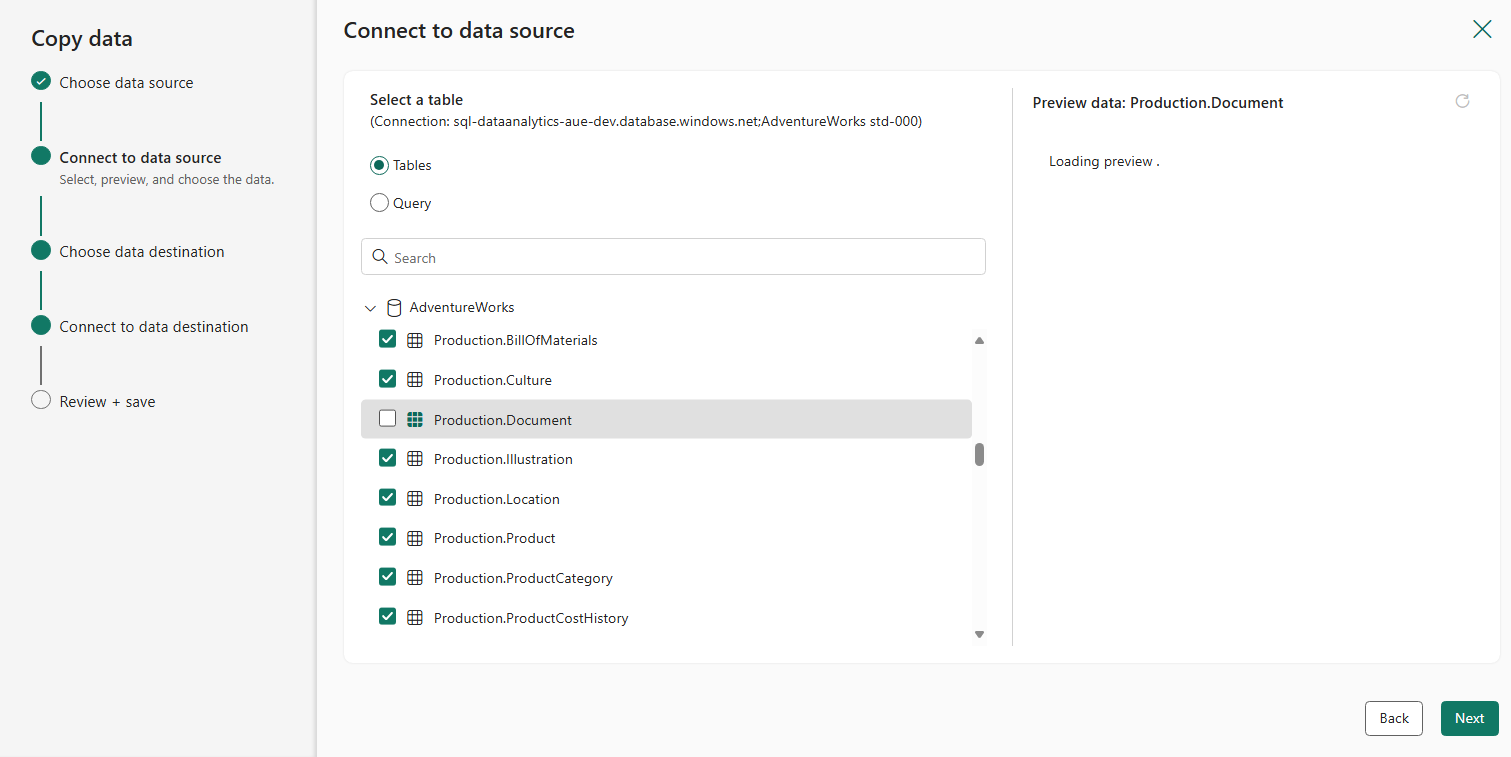 Copy data
Choose data source
Connect to data source
Select, preview, and choose the data.
Choose data destination
Connect to data destination
Review + save
Connect to data source
Select a table
(Connection: sql-dataanalytics-aue-dev.database.windows.net;AdventureWorks std-000)
Tables
Query
Search
AdventureWorks
Production.BillOfMaterials
Production.Culture
Production.Document
Production.Illustration
Production.Location
Production.Product
Production.ProductCategory
Production.ProductCostHistory
Preview data: Production.Document
Loading preview .
Back
Next